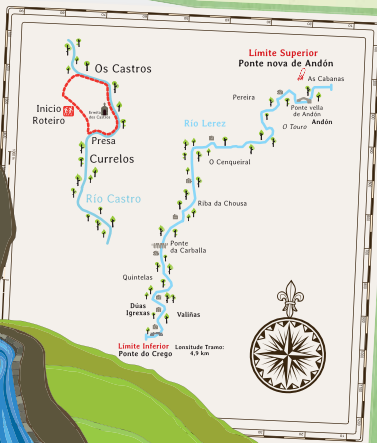 Límite Superior
Ponte nova de Andón
Os Castros
As Cabanas
Pereira
Inicio
Roteiro
Ponte vella
de Andón
Andón
Río Lerez
O Touro
Presa
Currelos
O Cenqueiral
Río Castro
Riba da Chousa
Ponte
da Carballa
Quintelas
Dúas
Igrexas
Valiñas
Límite Inferior
Ponte do Crego
Lonsitude Tramo:
4,9 km